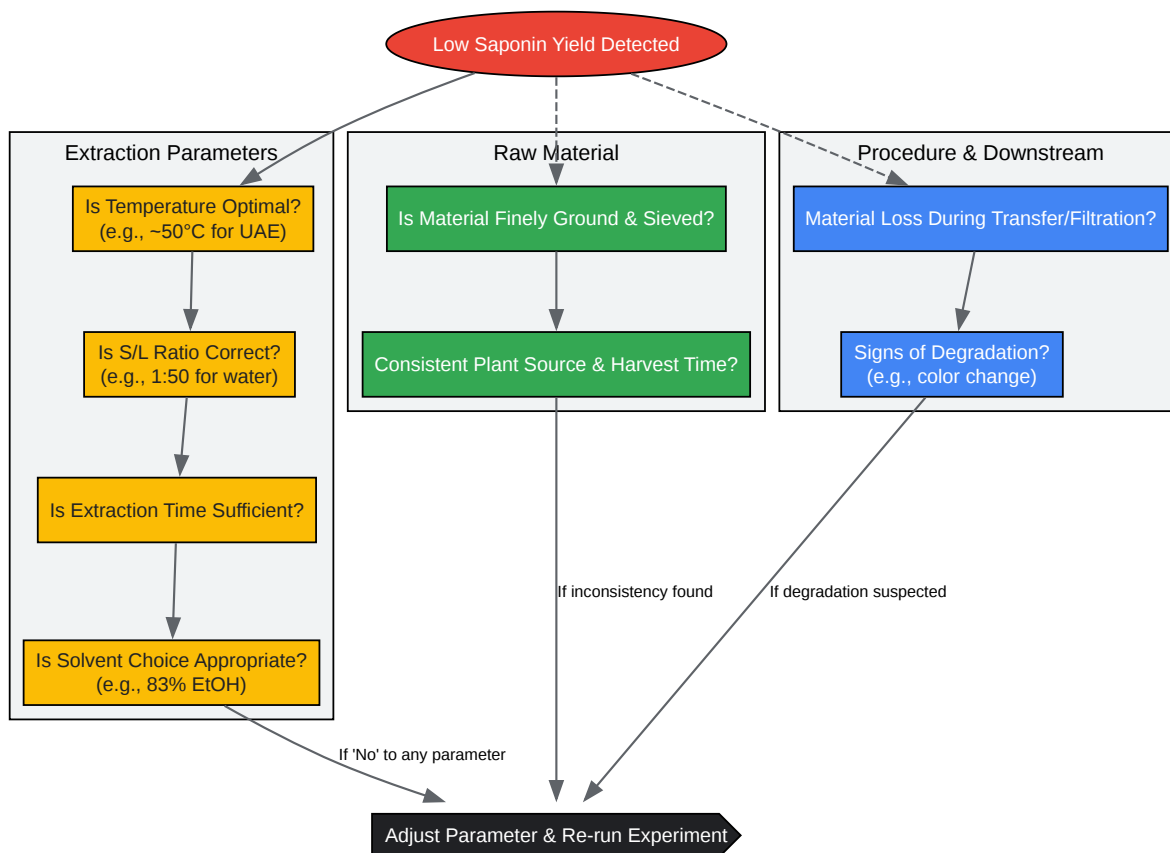 Low Saponin Yield Detected
Extraction Parameters
Is Temperature Optimal?
(e.g., ~50°C for UAE)
Is S/L Ratio Correct?
(e.g., 1:50 for water)
Is Extraction Time Sufficient?
Is Solvent Choice Appropriate?
(e.g., 83% EtOH)
Raw Material
Is Material Finely Ground & Sieved?
Consistent Plant Source & Harvest Time?
Procedure & Downstream
Material Loss During Transfer/Filtration?
Signs of Degradation?
(e.g., color change)
If 'No' to any parameter
If inconsistency found
If degradation suspected
Adjust Parameter & Re-run Experiment